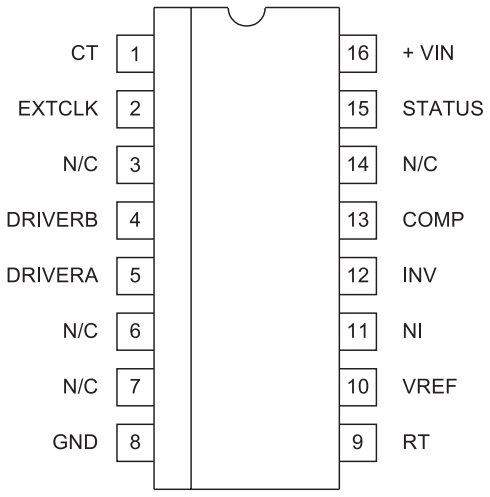 CT 1 16 + VIN
EXTCLK 2 15 STATUS
N/C 3 14 N/C
DRIVERB 4 13 COMP
DRIVERA 5 12 INV
N/C 6 11 NI
N/C 7 10 VREF
GND 8 9 RT